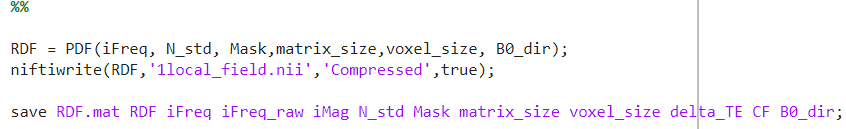 %%
RDF = PDF(iFreq, N_std, Mask,matrix_size,voxel_size, B0_dir);
niftiwrite(RDF,'1local_field.nii','Compressed',true);
save RDF.mat RDF iFreq iFreq_raw iMag N_std Mask matrix_size voxel_size delta_TE CF B0_dir;